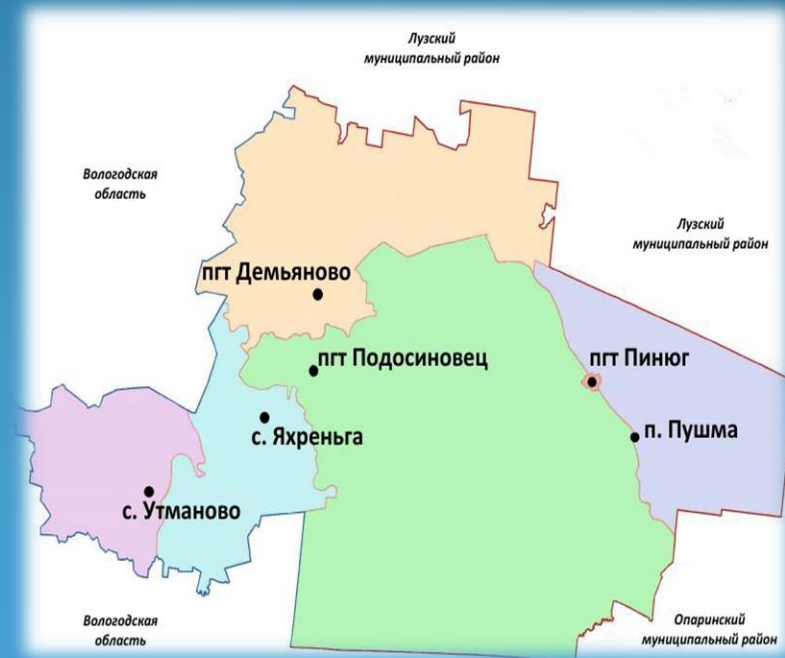 Лузский
муниципальный район
Вологодская
область
Лузский
муниципальный район
пгт Демьяново
пгт Подосиновец
пгт Пинюг
с. Яхреньга
п. Пушма
с. Утманово
Вологодская
область
Опаринский
муниципальный район